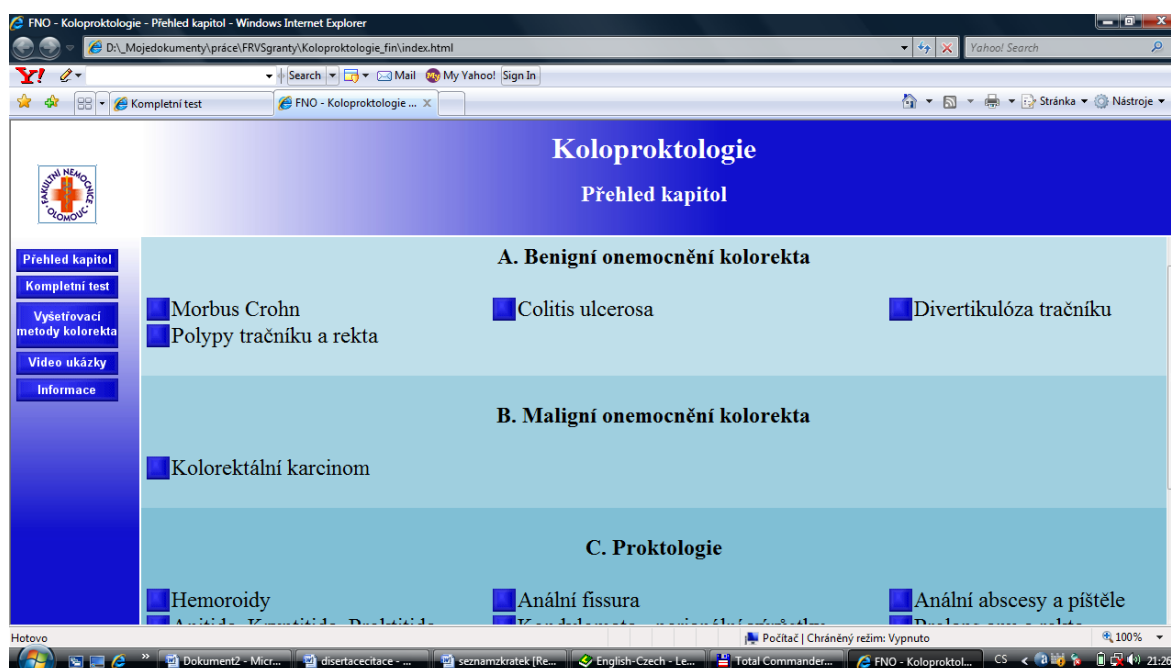 FNO - Koloproktologie - Přehled kapitol - Windows Internet Explorer
D:\_Mojedokumenty\práce\FRVSgranty\Koloproktologie_fin\index.html
Yahoo! Search
Y! Search Mail My Yahoo! Sign In
Kompletní test
FNO - Koloproktologie ...
Stránka
Nástroje
FAKULTNÍ NEMOCNICE
OLOMOUC
Koloproktologie
Přehled kapitol
Přehled kapitol
Kompletní test
Vyšetřovací
metody kolorekta
Video ukázky
Informace
A. Benigní onemocnění kolorekta
Morbus Crohn
Colitis ulcerosa
Divertikulóza tračníku
Polypy tračníku a rekta
B. Maligní onemocnění kolorekta
Kolorektální karcinom
C. Proktologie
Hemoroidy
Anální fissura
Anální abscesy a píštěle
Hotovo
Počítač | Chráněný režim: Vypnuto
100%
Dokument2 - Micr...
disertacecitace - ...
seznamzkratek [Re...
English-Czech - Le...
Total Commander...
FNO - Koloproktol...
CS